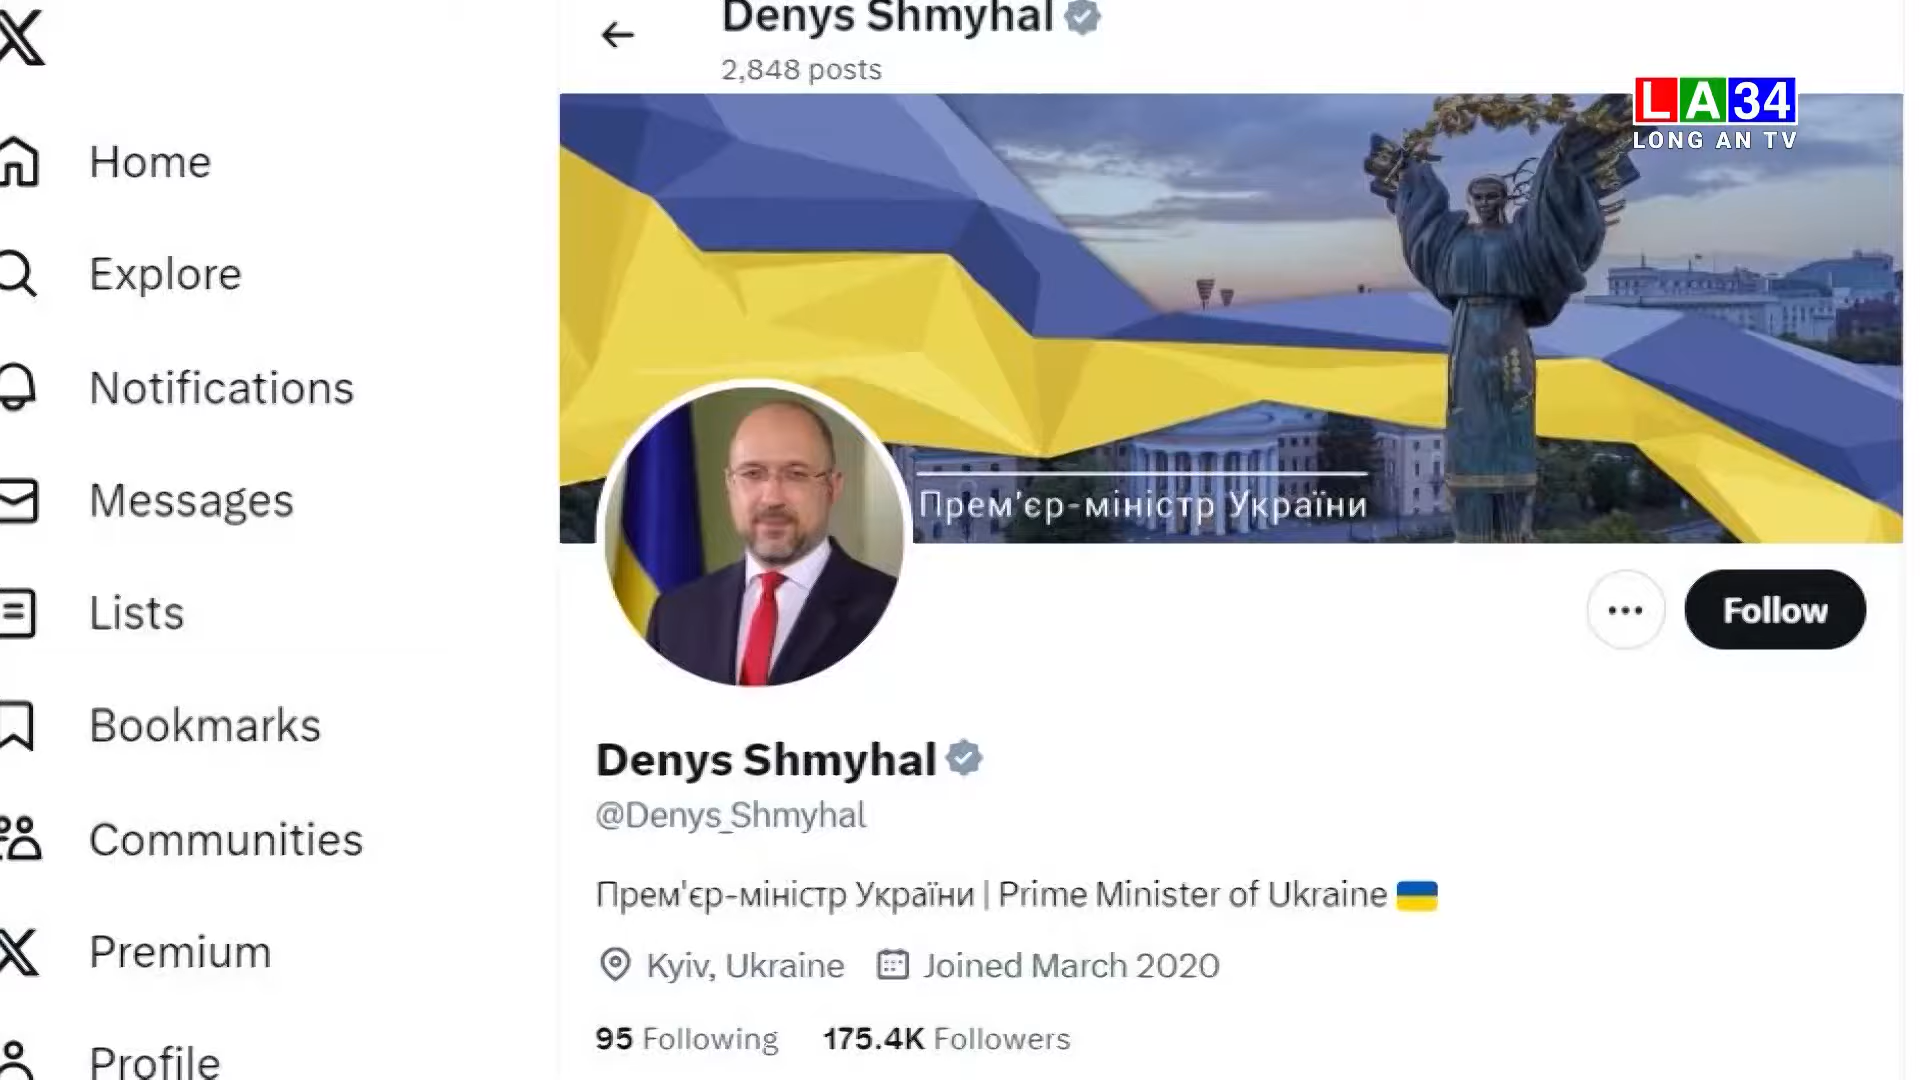 Denys Shmyhal
2,848 posts
LA34
LONG AN TV
Home
Explore
Notifications
Messages
Lists
Bookmarks
Communities
Premium
Profile
Прем'єр-міністр України
Follow
Denys Shmyhal
@Denys_Shmyhal
Прем'єр-міністр України | Prime Minister of Ukraine
Kyiv, Ukraine Joined March 2020
95 Following 175.4K Followers